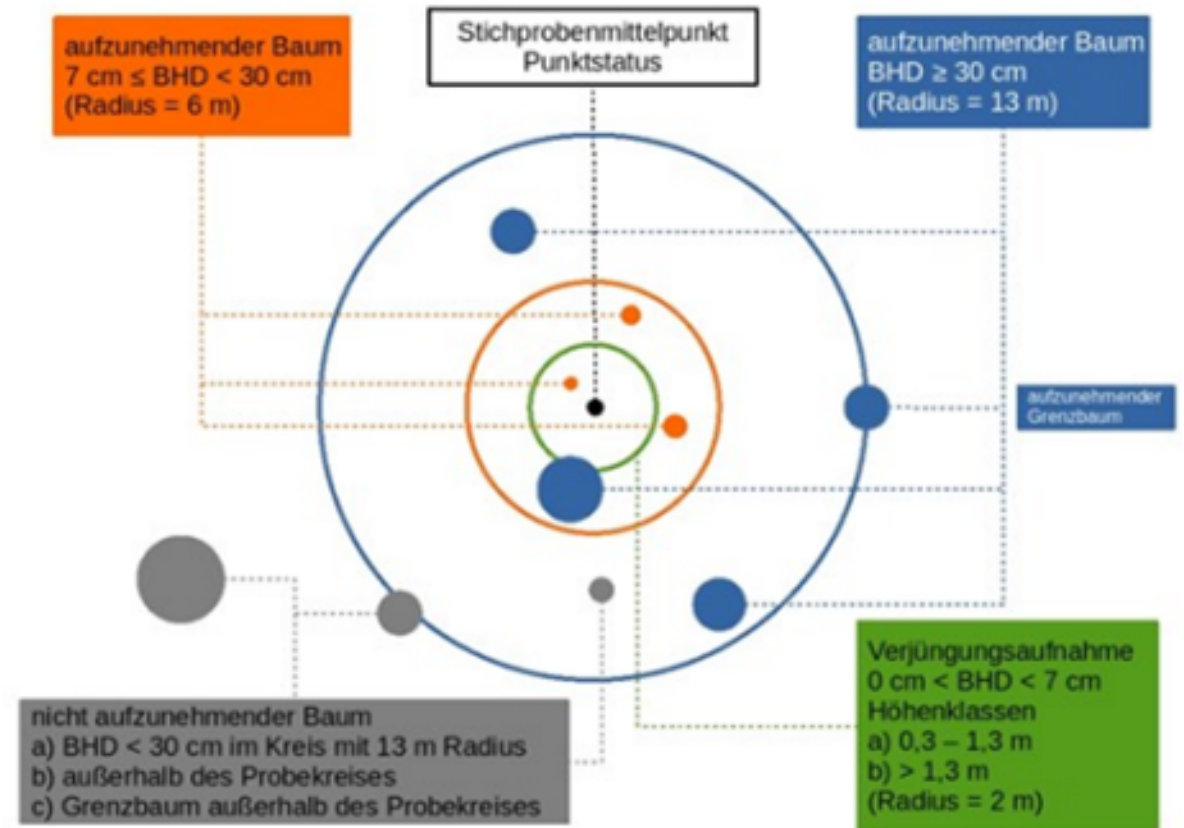 aufzunehmender Baum
7 cm ≤ BHD < 30 cm
(Radius = 6 m)
Stichprobenmittelpunkt
Punktstatus
aufzunehmender Baum
BHD ≥ 30 cm
(Radius = 13 m)
aufzunehmender
Grenzbaum
nicht aufzunehmender Baum
a) BHD < 30 cm im Kreis mit 13 m Radius
b) außerhalb des Probekreises
c) Grenzbaum außerhalb des Probekreises
Verjüngungsaufnahme
0 cm < BHD < 7 cm
Höhenklassen
a) 0,3 – 1,3 m
b) > 1,3 m
(Radius = 2 m)